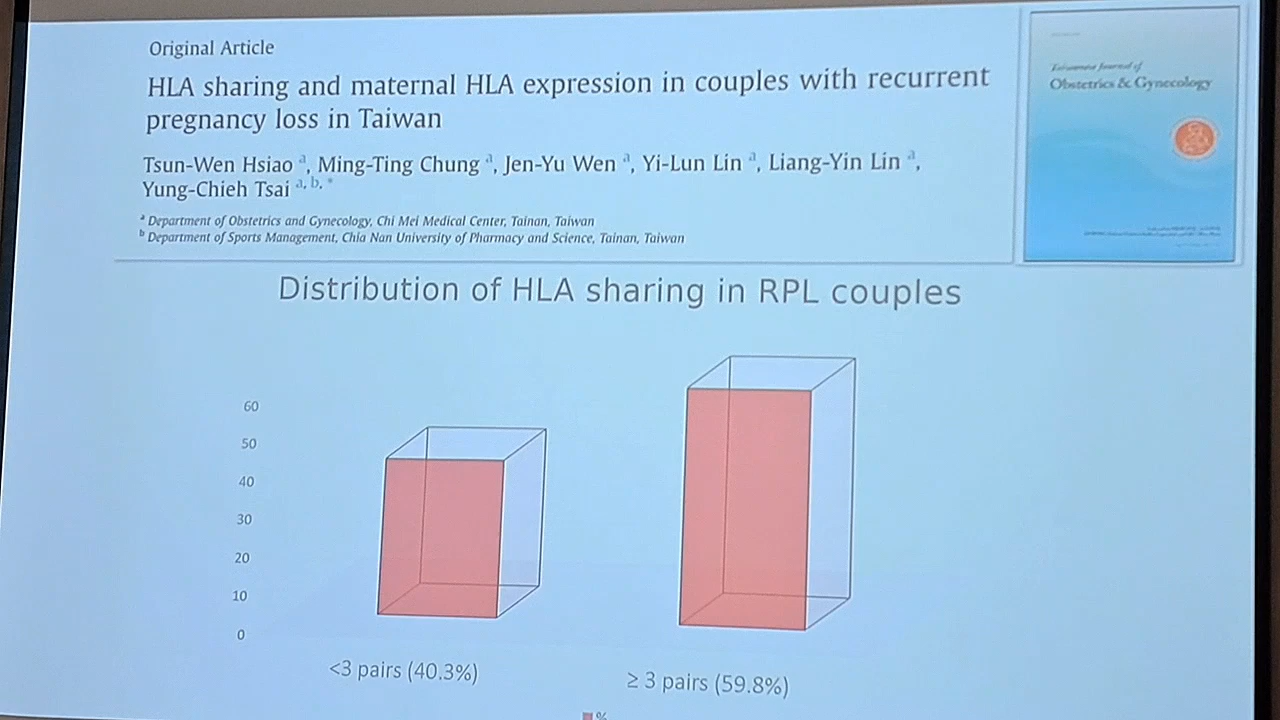 Original Article
HLA sharing and maternal HLA expression in couples with recurrent
pregnancy loss in Taiwan
Tsun-Wen Hsiao a, Ming-Ting Chung a, Jen-Yu Wen a, Yi-Lun Lin a, Liang-Yin Lin a,
Yung-Chieh Tsai a, b, *
a Department of Obstetrics and Gynecology, Chi Mei Medical Center, Tainan, Taiwan
b Department of Sports Management, Chia Nan University of Pharmacy and Science, Tainan, Taiwan
Taiwanese Journal of
Obstetrics & Gynecology
Distribution of HLA sharing in RPL couples
60
50
40
30
20
10
0
<3 pairs (40.3%)
≥ 3 pairs (59.8%)
%